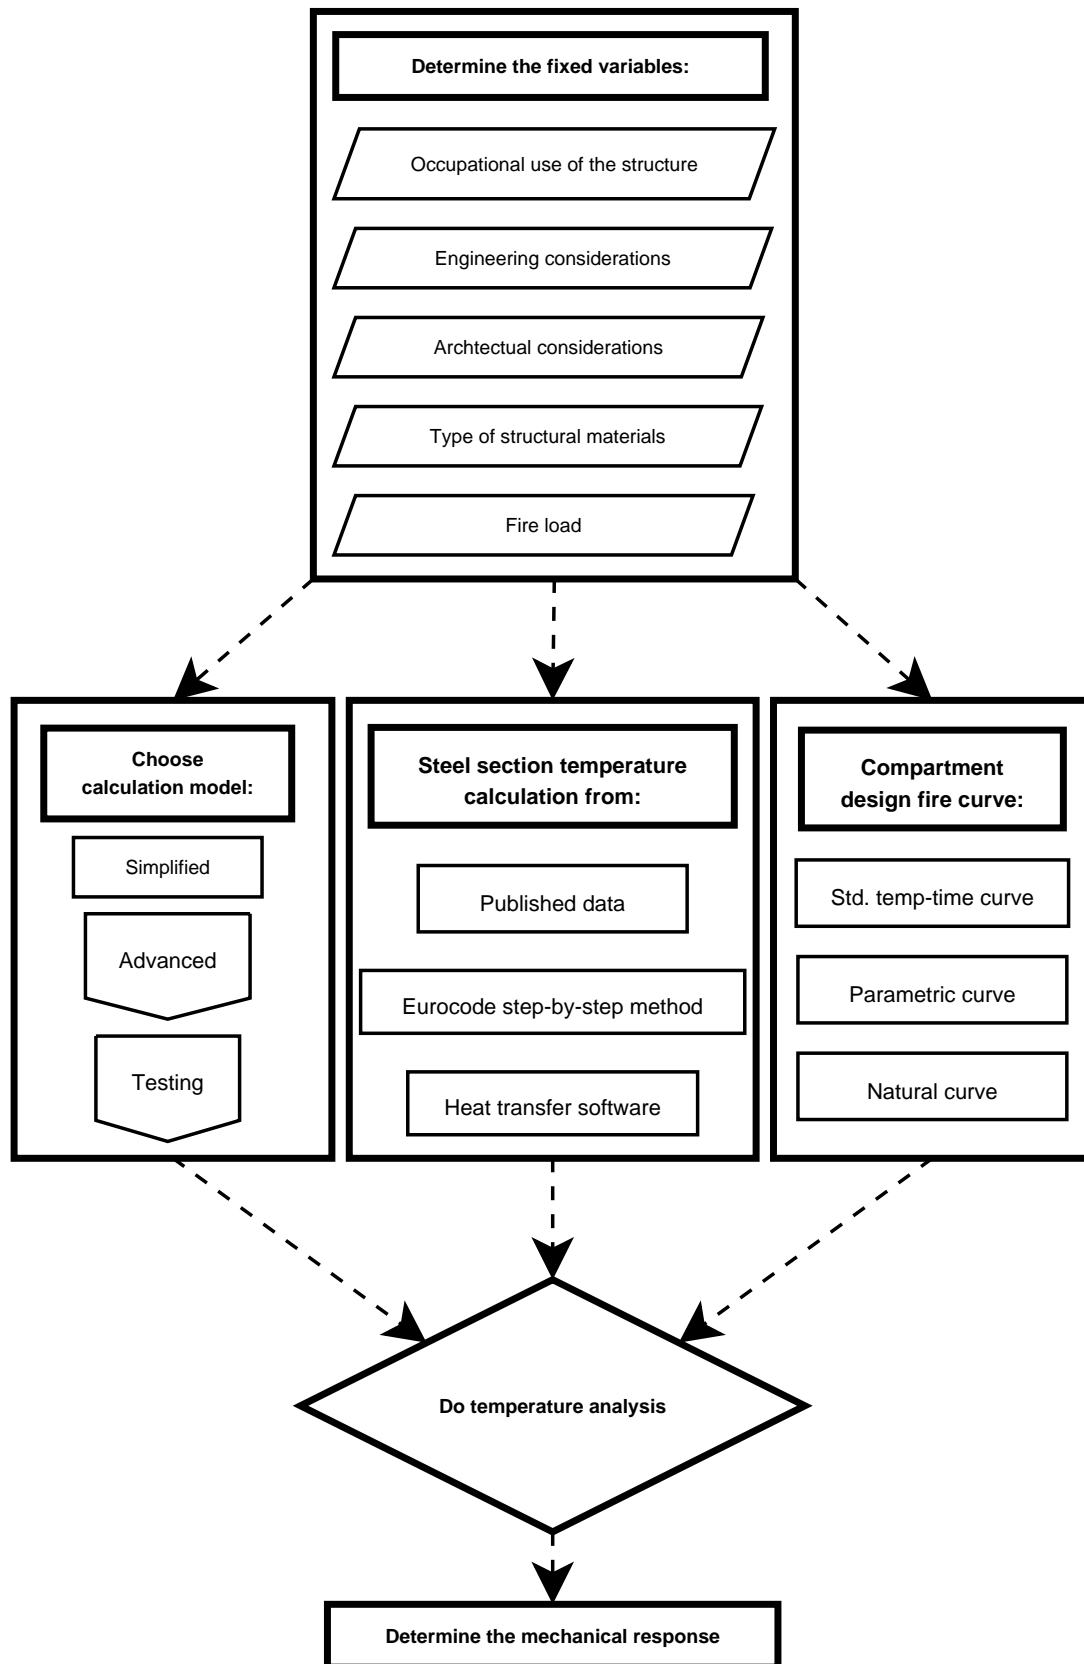 Determine the fixed variables:
Occupational use of the structure
Engineering considerations
Archtectual considerations
Type of structural materials
Fire load
Choose
calculation model:
Simplified
Advanced
Testing
Steel section temperature
calculation from:
Published data
Eurocode step-by-step method
Heat transfer software
Compartment
design fire curve:
Std. temp-time curve
Parametric curve
Natural curve
Do temperature analysis
Determine the mechanical response